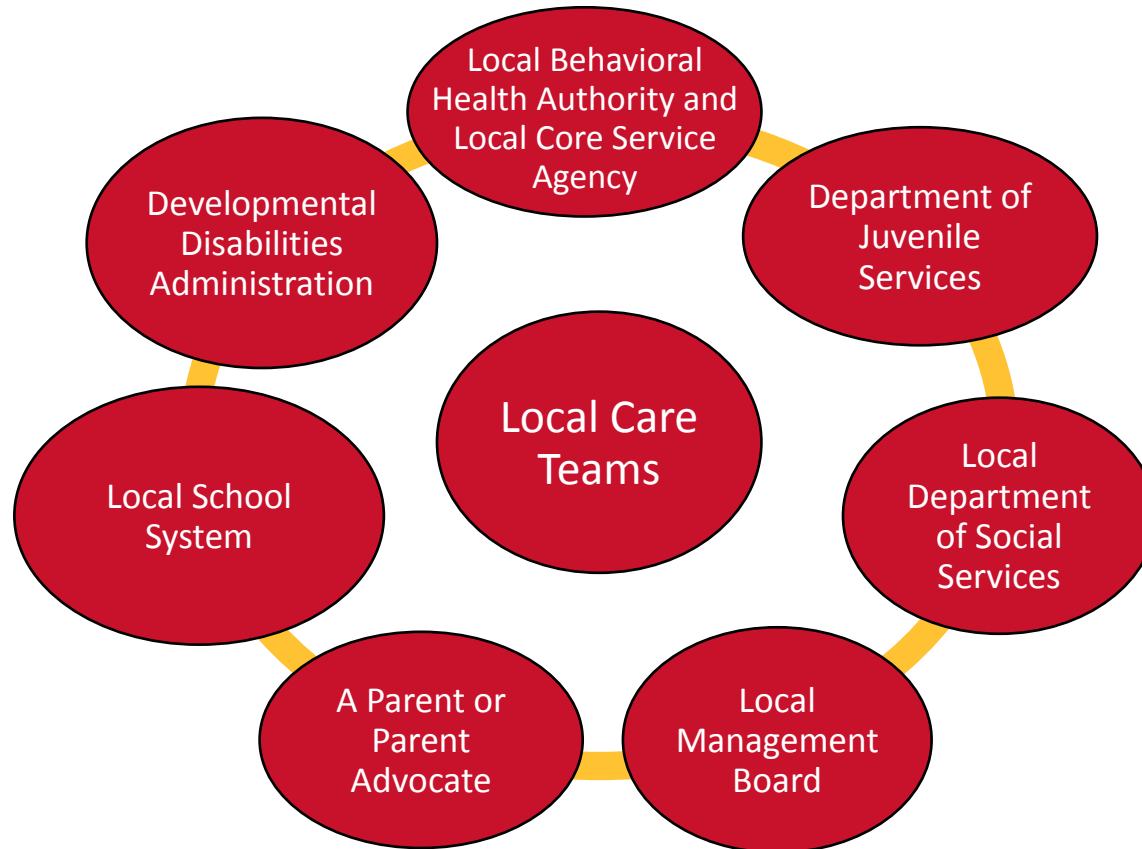 Local Behavioral
Health Authority and
Local Core Service
Agency
Department of
Juvenile
Services
Local
Department
of Social
Services
Local
Management
Board
A Parent or
Parent
Advocate
Local School
System
Developmental
Disabilities
Administration
Local Care
Teams